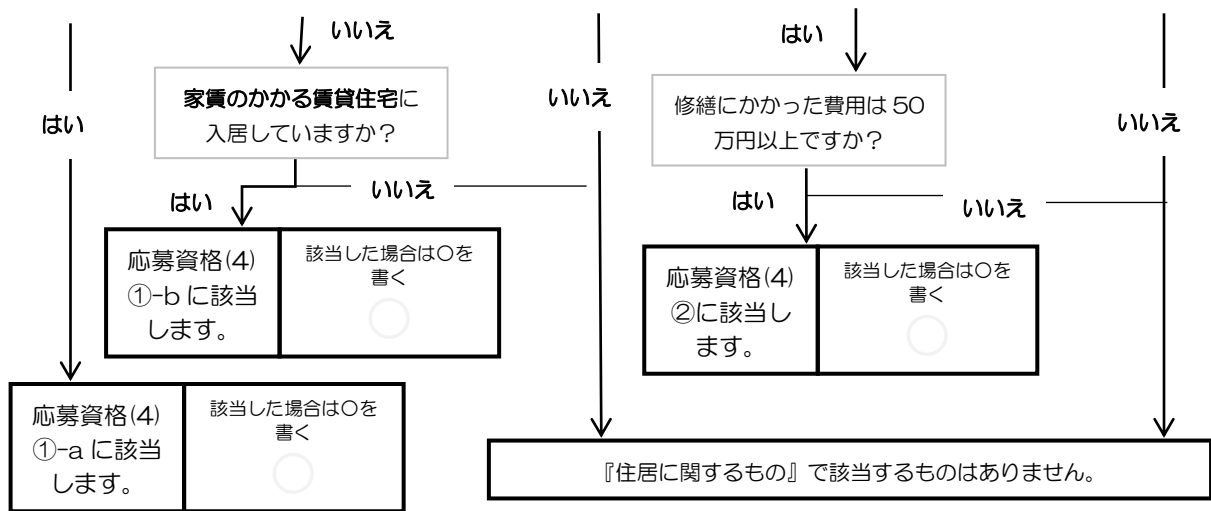 いいえ
はい
家賃のかかる賃貸住宅に
入居していますか？
修繕にかかった費用は 50
万円以上ですか？
はい
いいえ
いいえ
はい
いいえ
はい
いいえ
応募資格(4)
①-b に該当
します。
該当した場合は〇を
書く
応募資格(4)
②に該当し
ます。
該当した場合は〇を
書く
応募資格(4)
①-a に該当
します。
該当した場合は〇を
書く
『住居に関するもの』で該当するものはありません。